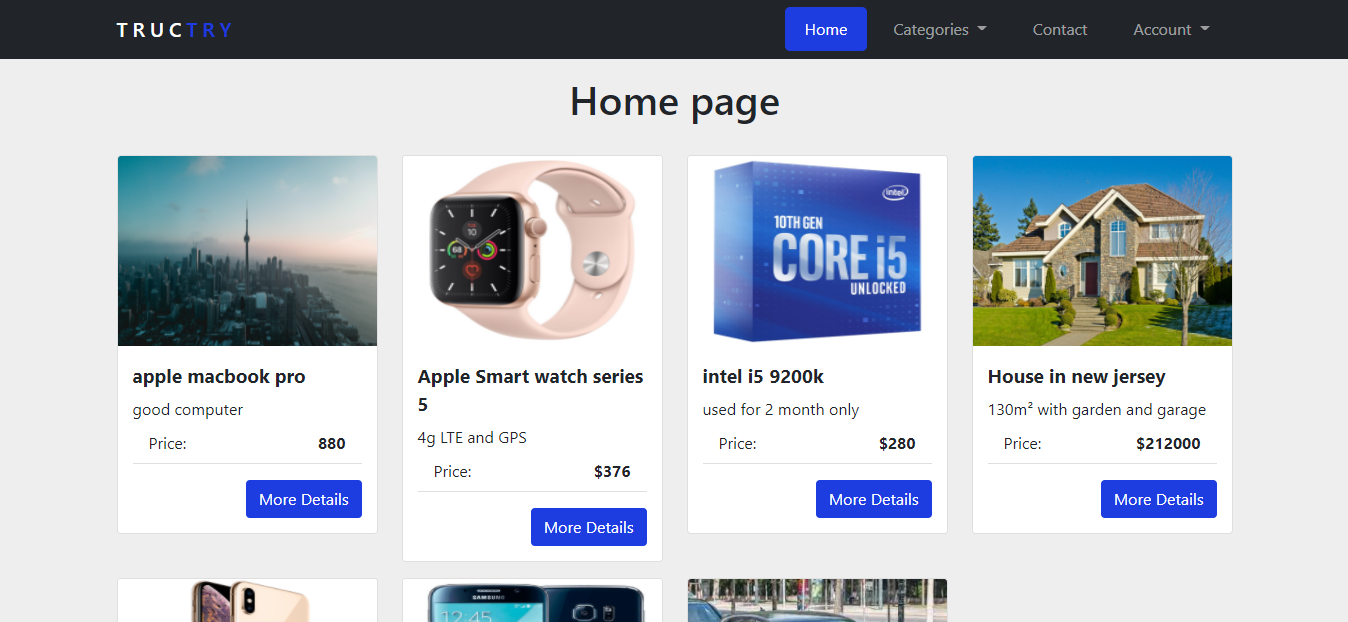 TRUCTRY
Home
Categories
Contact
Account
Home page
10
68
intel
10TH GEN
CORE i5
UNLOCKED
apple macbook pro
good computer
Price: 880
More Details
Apple Smart watch series
5
4g LTE and GPS
Price: $376
More Details
intel i5 9200k
used for 2 month only
Price: $280
More Details
House in new jersey
130m² with garden and garage
Price: $212000
More Details
SAMSUNG
12:45